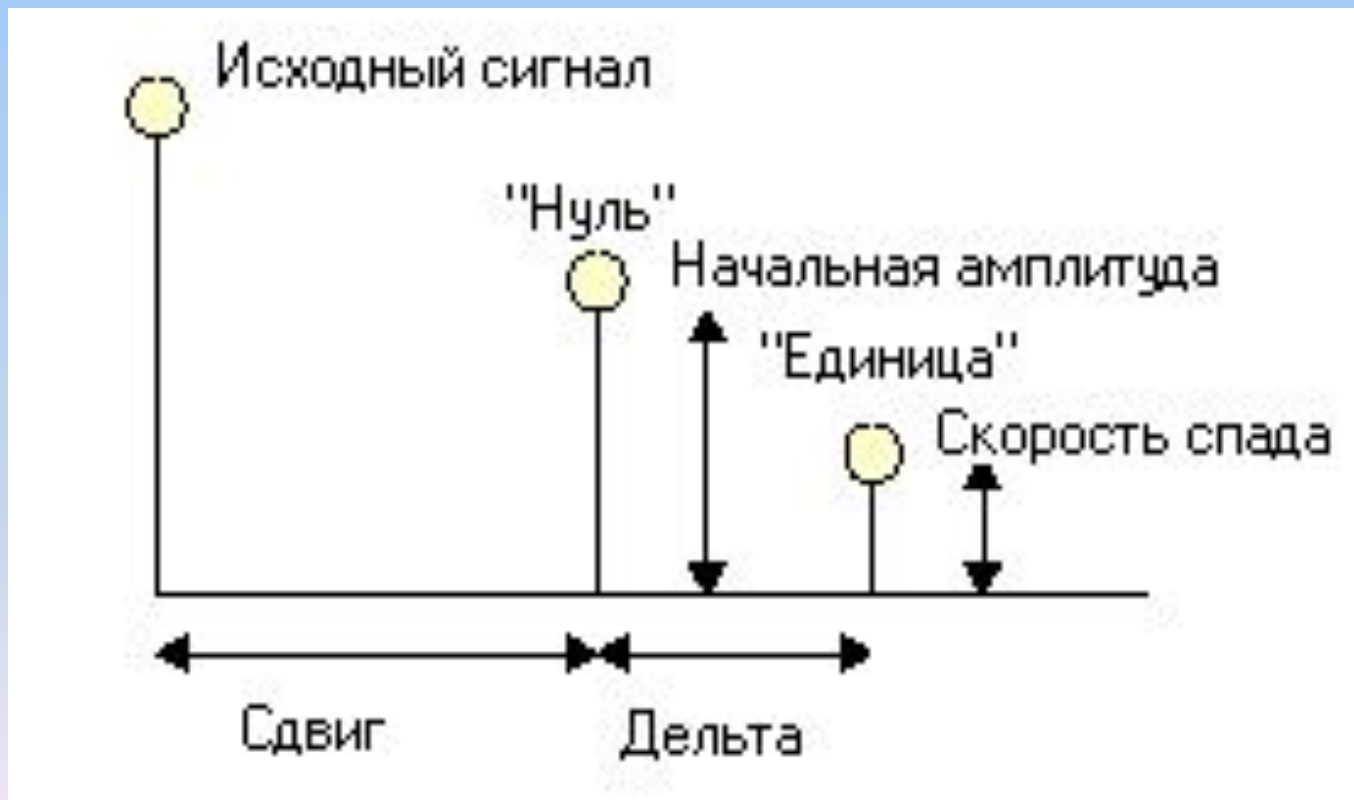 Исходный сигнал
"Нуль"
Начальная амплитуда
"Единица"
Скорость спада
Сдвиг
Дельта